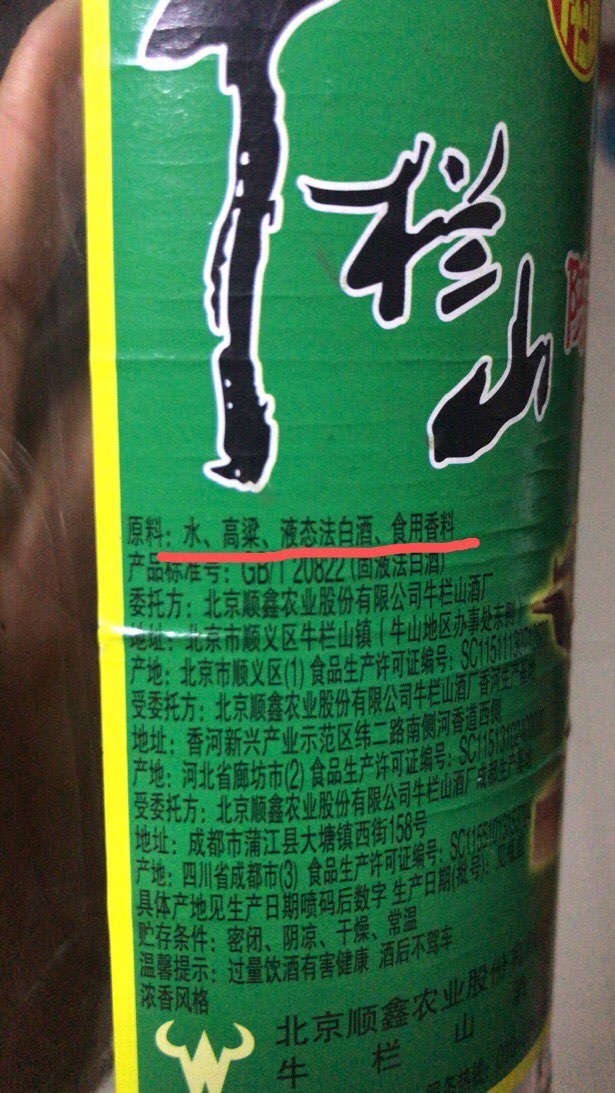 牛栏山
陈
原料：水、高粱、液态法白酒、食用香料
产品标准号：GB/T 20822（固液法白酒）
委托方：北京顺鑫农业股份有限公司牛栏山酒厂
地址：北京市顺义区牛栏山镇（牛山地区办事处东侧）
产地：北京市顺义区(1) 食品生产许可证编号：
受委托方：北京顺鑫农业股份有限公司牛栏山酒厂香河生产基地
地址：香河新兴产业示范区纬二路南侧河香道西侧
产地：河北省廊坊市(2) 食品生产许可证编号：
受委托方：北京顺鑫农业股份有限公司牛栏山酒厂成都生产基地
地址：成都市蒲江县大塘镇西街158号
产地：四川省成都市(3) 食品生产许可证编号：
具体产地见生产日期喷码后数字 生产日期(批号)：见瓶
贮存条件：密闭、阴凉、干燥、常温
温馨提示：过量饮酒有害健康 酒后不驾车
浓香风格
北京顺鑫农业股份有
牛 栏 山
服务热线：010-